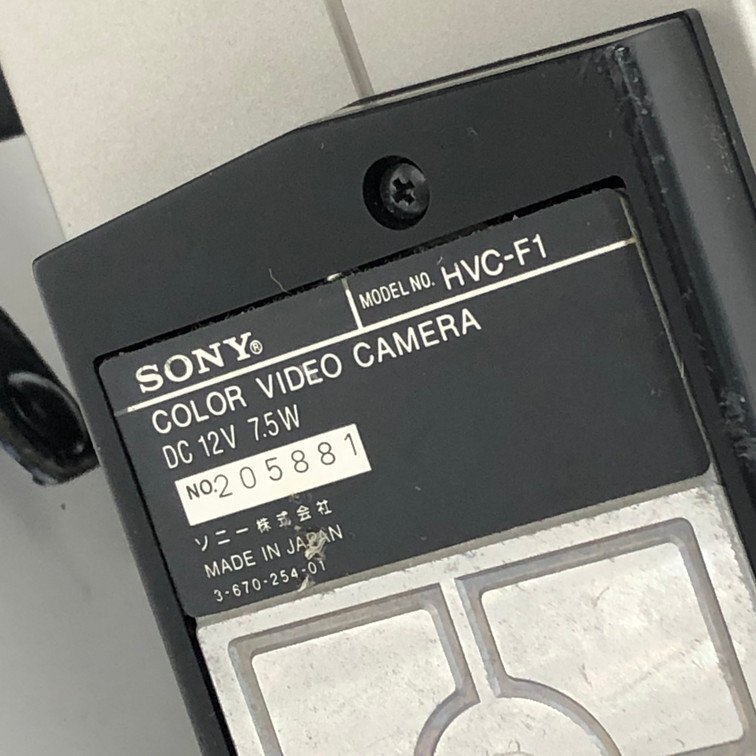 SONY® MODEL NO. HVC-F1
COLOR VIDEO CAMERA
DC 12V 7.5W
NO. 205881
ソニー株式会社
MADE IN JAPAN
3-670-254-01